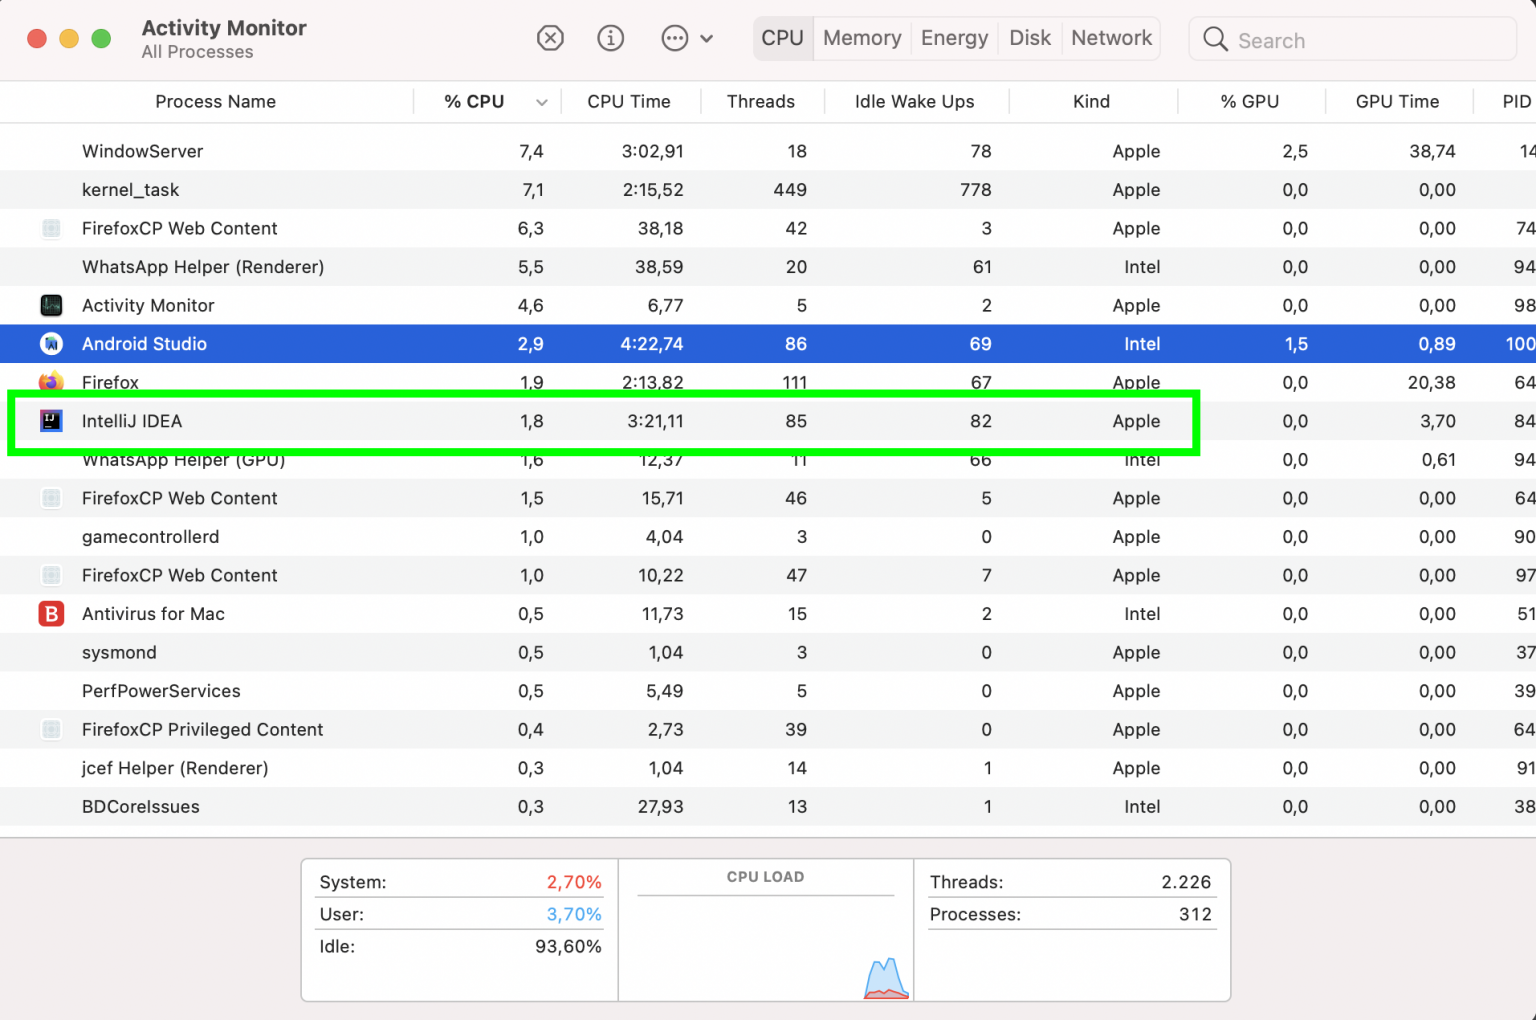 Activity Monitor
All Processes
CPU Memory Energy Disk Network
Search
Process Name % CPU CPU Time Threads Idle Wake Ups Kind % GPU GPU Time PID
WindowServer 7,4 3:02,91 18 78 Apple 2,5 38,74 14
kernel_task 7,1 2:15,52 449 778 Apple 0,0 0,00
FirefoxCP Web Content 6,3 38,18 42 3 Apple 0,0 0,00 74
WhatsApp Helper (Renderer) 5,5 38,59 20 61 Intel 0,0 0,00 94
Activity Monitor 4,6 6,77 5 2 Apple 0,0 0,00 98
Android Studio 2,9 4:22,74 86 69 Intel 1,5 0,89 100
Firefox 1,9 2:13,82 111 67 Apple 0,0 20,38 64
IntelliJ IDEA 1,8 3:21,11 85 82 Apple 0,0 3,70 84
WhatsApp Helper (GPU) 1,6 12,37 11 66 Intel 0,0 0,61 94
FirefoxCP Web Content 1,5 15,71 46 5 Apple 0,0 0,00 64
gamecontrollerd 1,0 4,04 3 0 Apple 0,0 0,00 90
FirefoxCP Web Content 1,0 10,22 47 7 Apple 0,0 0,00 97
B Antivirus for Mac 0,5 11,73 15 2 Intel 0,0 0,00 51
sysmond 0,5 1,04 3 0 Apple 0,0 0,00 37
PerfPowerServices 0,5 5,49 5 0 Apple 0,0 0,00 39
FirefoxCP Privileged Content 0,4 2,73 39 0 Apple 0,0 0,00 64
jcef Helper (Renderer) 0,3 1,04 14 1 Apple 0,0 0,00 91
BDCoreIssues 0,3 27,93 13 1 Intel 0,0 0,00 38
System: 2,70% CPU LOAD Threads: 2.226
User: 3,70% Processes: 312
Idle: 93,60%